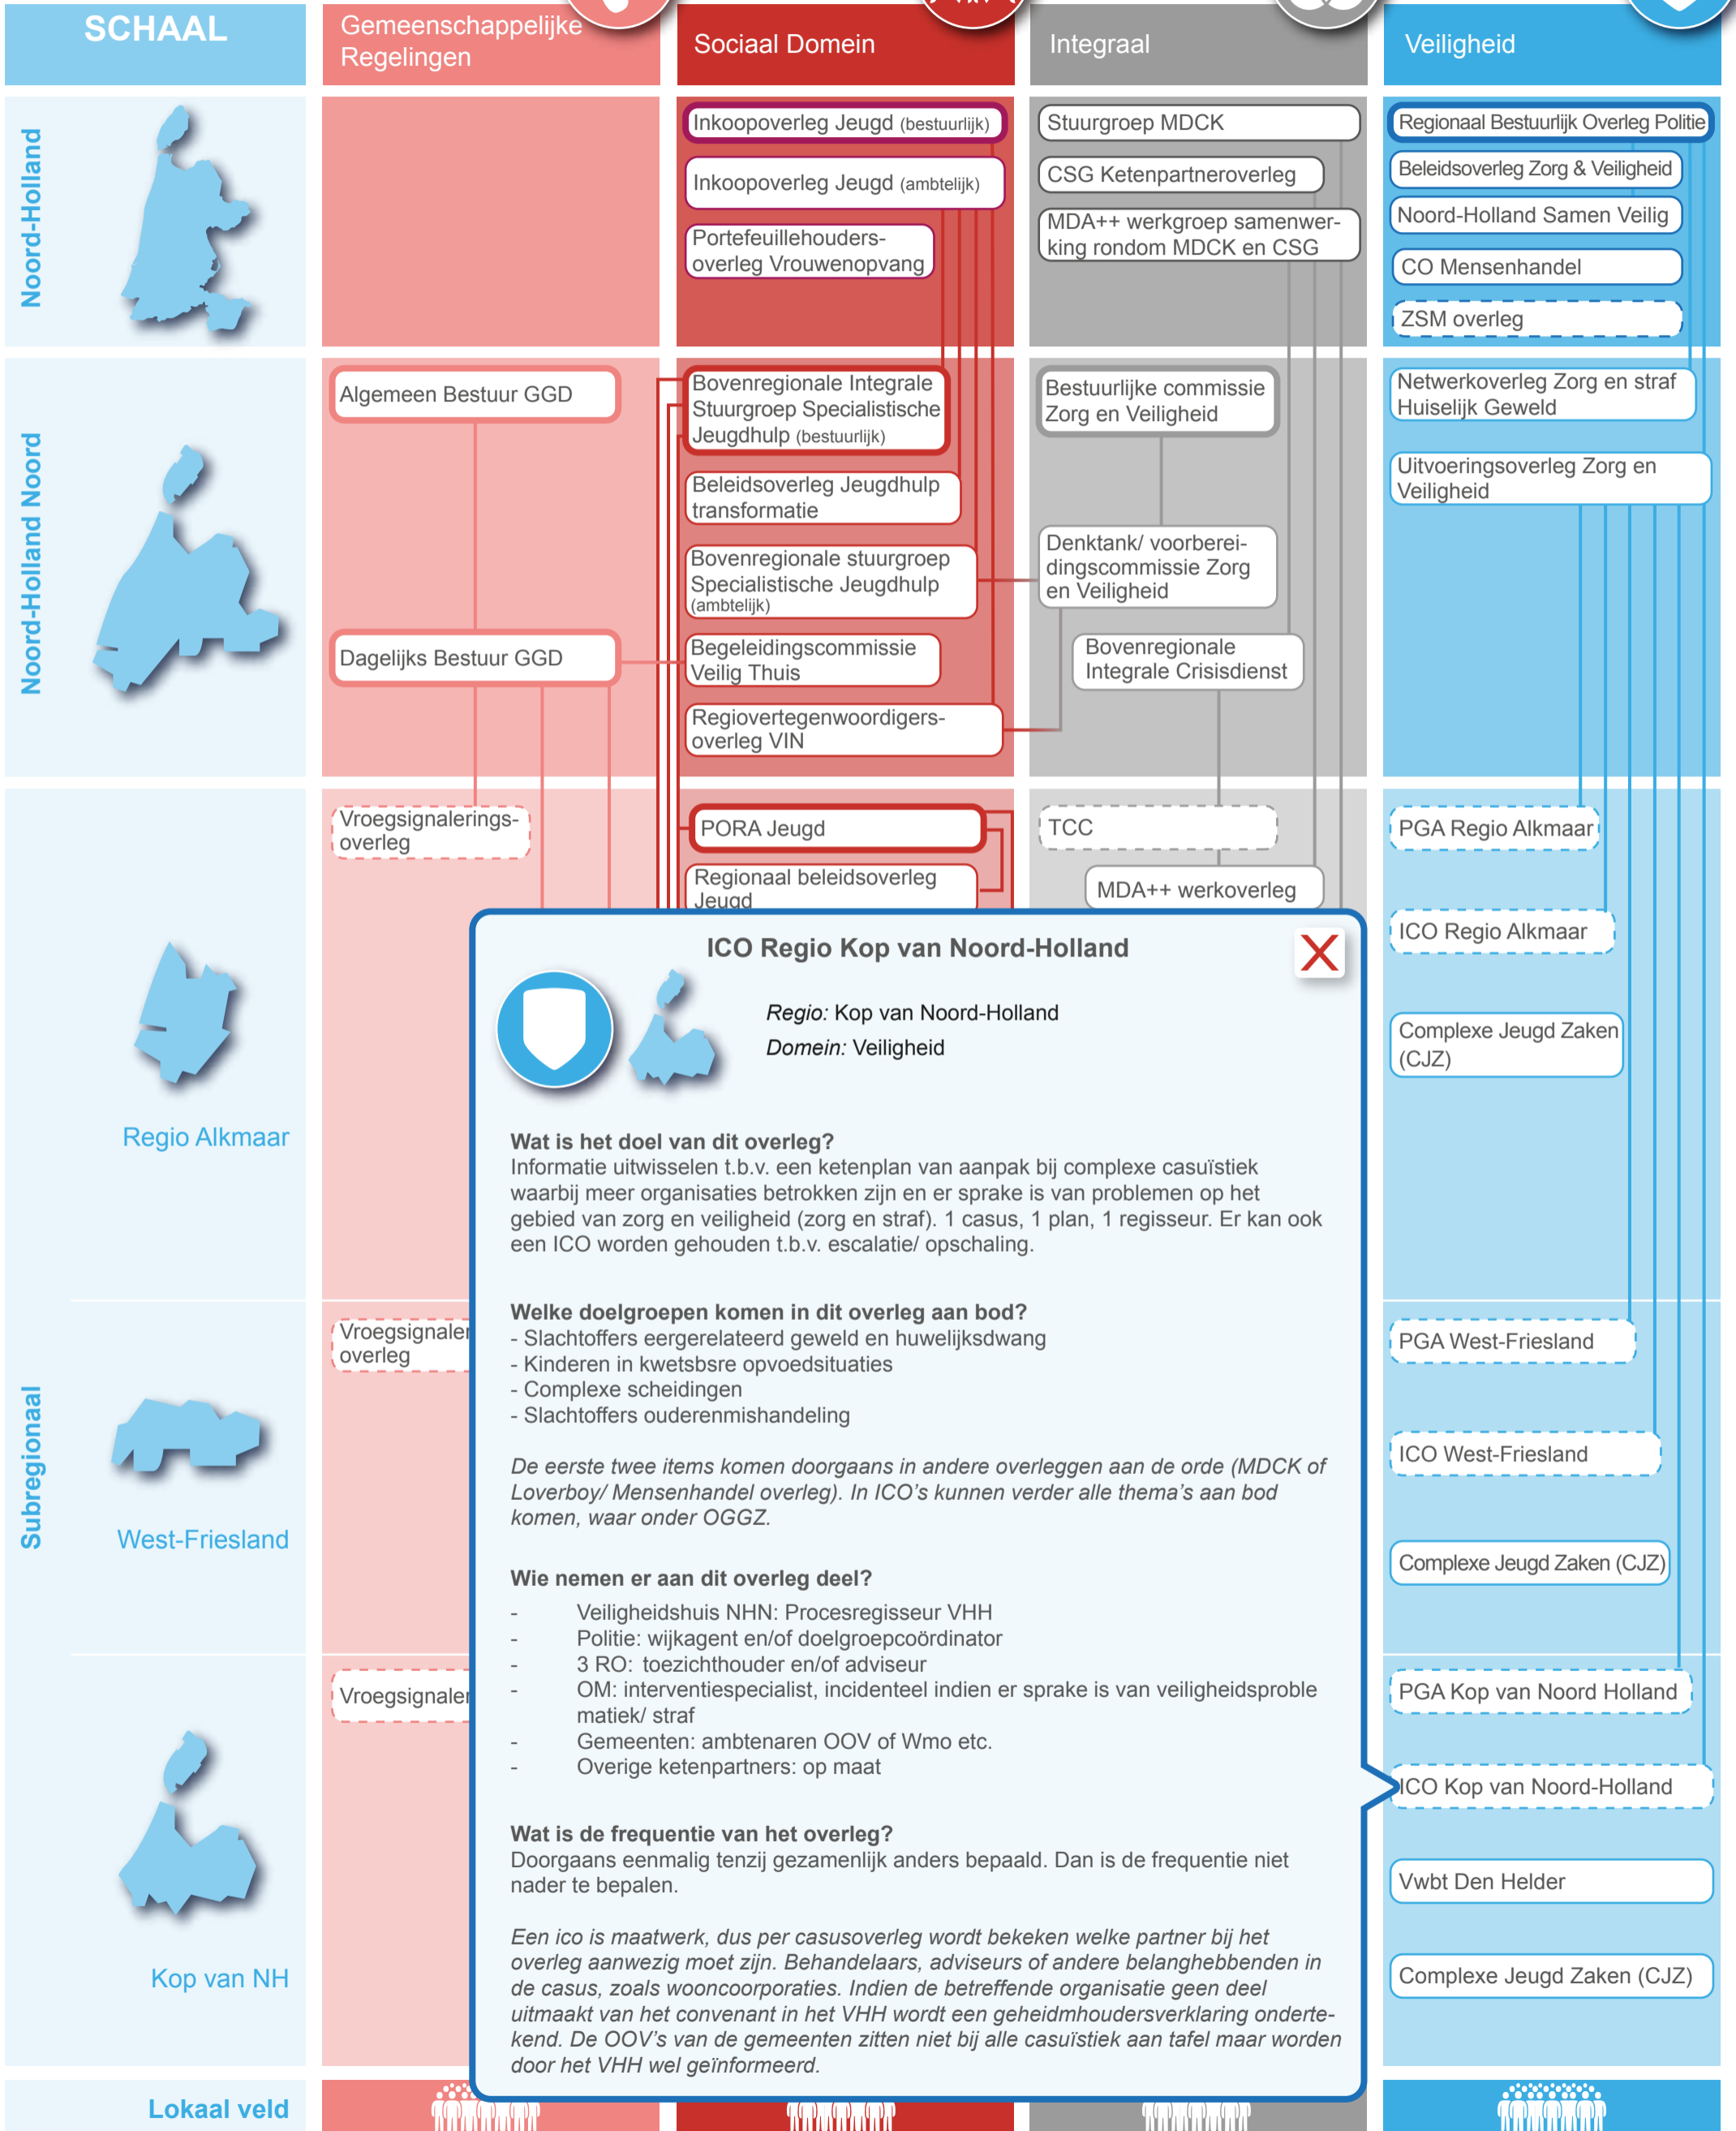 SCHAAL
Gemeenschappelijke
Regelingen
Sociaal Domein
Integraal
Veiligheid
Noord-Holland
Inkoopoverleg Jeugd (bestuurlijk)
Inkoopoverleg Jeugd (ambtelijk)
Portefeuillehouders-
overleg Vrouwenopvang
Stuurgroep MDCK
CSG Ketenpartneroverleg
MDA++ werkgroep samenwer-
king rondom MDCK en CSG
Regionaal Bestuurlijk Overleg Politie
Beleidsoverleg Zorg & Veiligheid
Noord-Holland Samen Veilig
CO Mensenhandel
ZSM overleg
Noord-Holland Noord
Algemeen Bestuur GGD
Dagelijks Bestuur GGD
Bovenregionale Integrale
Stuurgroep Specialistische
Jeugdhulp (bestuurlijk)
Beleidsoverleg Jeugdhulp
transformatie
Bovenregionale stuurgroep
Specialistische Jeugdhulp
(ambtelijk)
Begeleidingscommissie
Veilig Thuis
Regiovertegenwoordigers-
overleg VIN
Bestuurlijke commissie
Zorg en Veiligheid
Denktank/ voorberei-
dingscommissie Zorg
en Veiligheid
Bovenregionale
Integrale Crisisdienst
Netwerkoverleg Zorg en straf
Huiselijk Geweld
Uitvoeringsoverleg Zorg en
Veiligheid
Subregionaal
Regio Alkmaar
Vroegsignalerings-
overleg
PORA Jeugd
Regionaal beleidsoverleg
Jeugd
TCC
MDA++ werkoverleg
PGA Regio Alkmaar
ICO Regio Alkmaar
Complexe Jeugd Zaken
(CJZ)
West-Friesland
Vroegsignaler
overleg
PGA West-Friesland
ICO West-Friesland
Complexe Jeugd Zaken (CJZ)
Kop van NH
Vroegsignaler
PGA Kop van Noord Holland
ICO Kop van Noord-Holland
Vwbt Den Helder
Complexe Jeugd Zaken (CJZ)
Lokaal veld
ICO Regio Kop van Noord-Holland
X
Regio: Kop van Noord-Holland
Domein: Veiligheid
Wat is het doel van dit overleg?
Informatie uitwisselen t.b.v. een ketenplan van aanpak bij complexe casuïstiek
waarbij meer organisaties betrokken zijn en er sprake is van problemen op het
gebied van zorg en veiligheid (zorg en straf). 1 casus, 1 plan, 1 regisseur. Er kan ook
een ICO worden gehouden t.b.v. escalatie/ opschaling.
Welke doelgroepen komen in dit overleg aan bod?
- Slachtoffers eergerelateerd geweld en huwelijksdwang
- Kinderen in kwetsbsre opvoedsituaties
- Complexe scheidingen
- Slachtoffers ouderenmishandeling
De eerste twee items komen doorgaans in andere overleggen aan de orde (MDCK of
Loverboy/ Mensenhandel overleg). In ICO's kunnen verder alle thema's aan bod
komen, waar onder OGGZ.
Wie nemen er aan dit overleg deel?
- Veiligheidshuis NHN: Procesregisseur VHH
- Politie: wijkagent en/of doelgroepcoördinator
- 3 RO: toezichthouder en/of adviseur
- OM: interventiespecialist, incidenteel indien er sprake is van veiligheidsproble
matiek/ straf
- Gemeenten: ambtenaren OOV of Wmo etc.
- Overige ketenpartners: op maat
Wat is de frequentie van het overleg?
Doorgaans eenmalig tenzij gezamenlijk anders bepaald. Dan is de frequentie niet
nader te bepalen.
Een ico is maatwerk, dus per casusoverleg wordt bekeken welke partner bij het
overleg aanwezig moet zijn. Behandelaars, adviseurs of andere belanghebbenden in
de casus, zoals wooncoorporaties. Indien de betreffende organisatie geen deel
uitmaakt van het convenant in het VHH wordt een geheidmhoudersverklaring onderte-
kend. De OOV's van de gemeenten zitten niet bij alle casuïstiek aan tafel maar worden
door het VHH wel geïnformeerd.